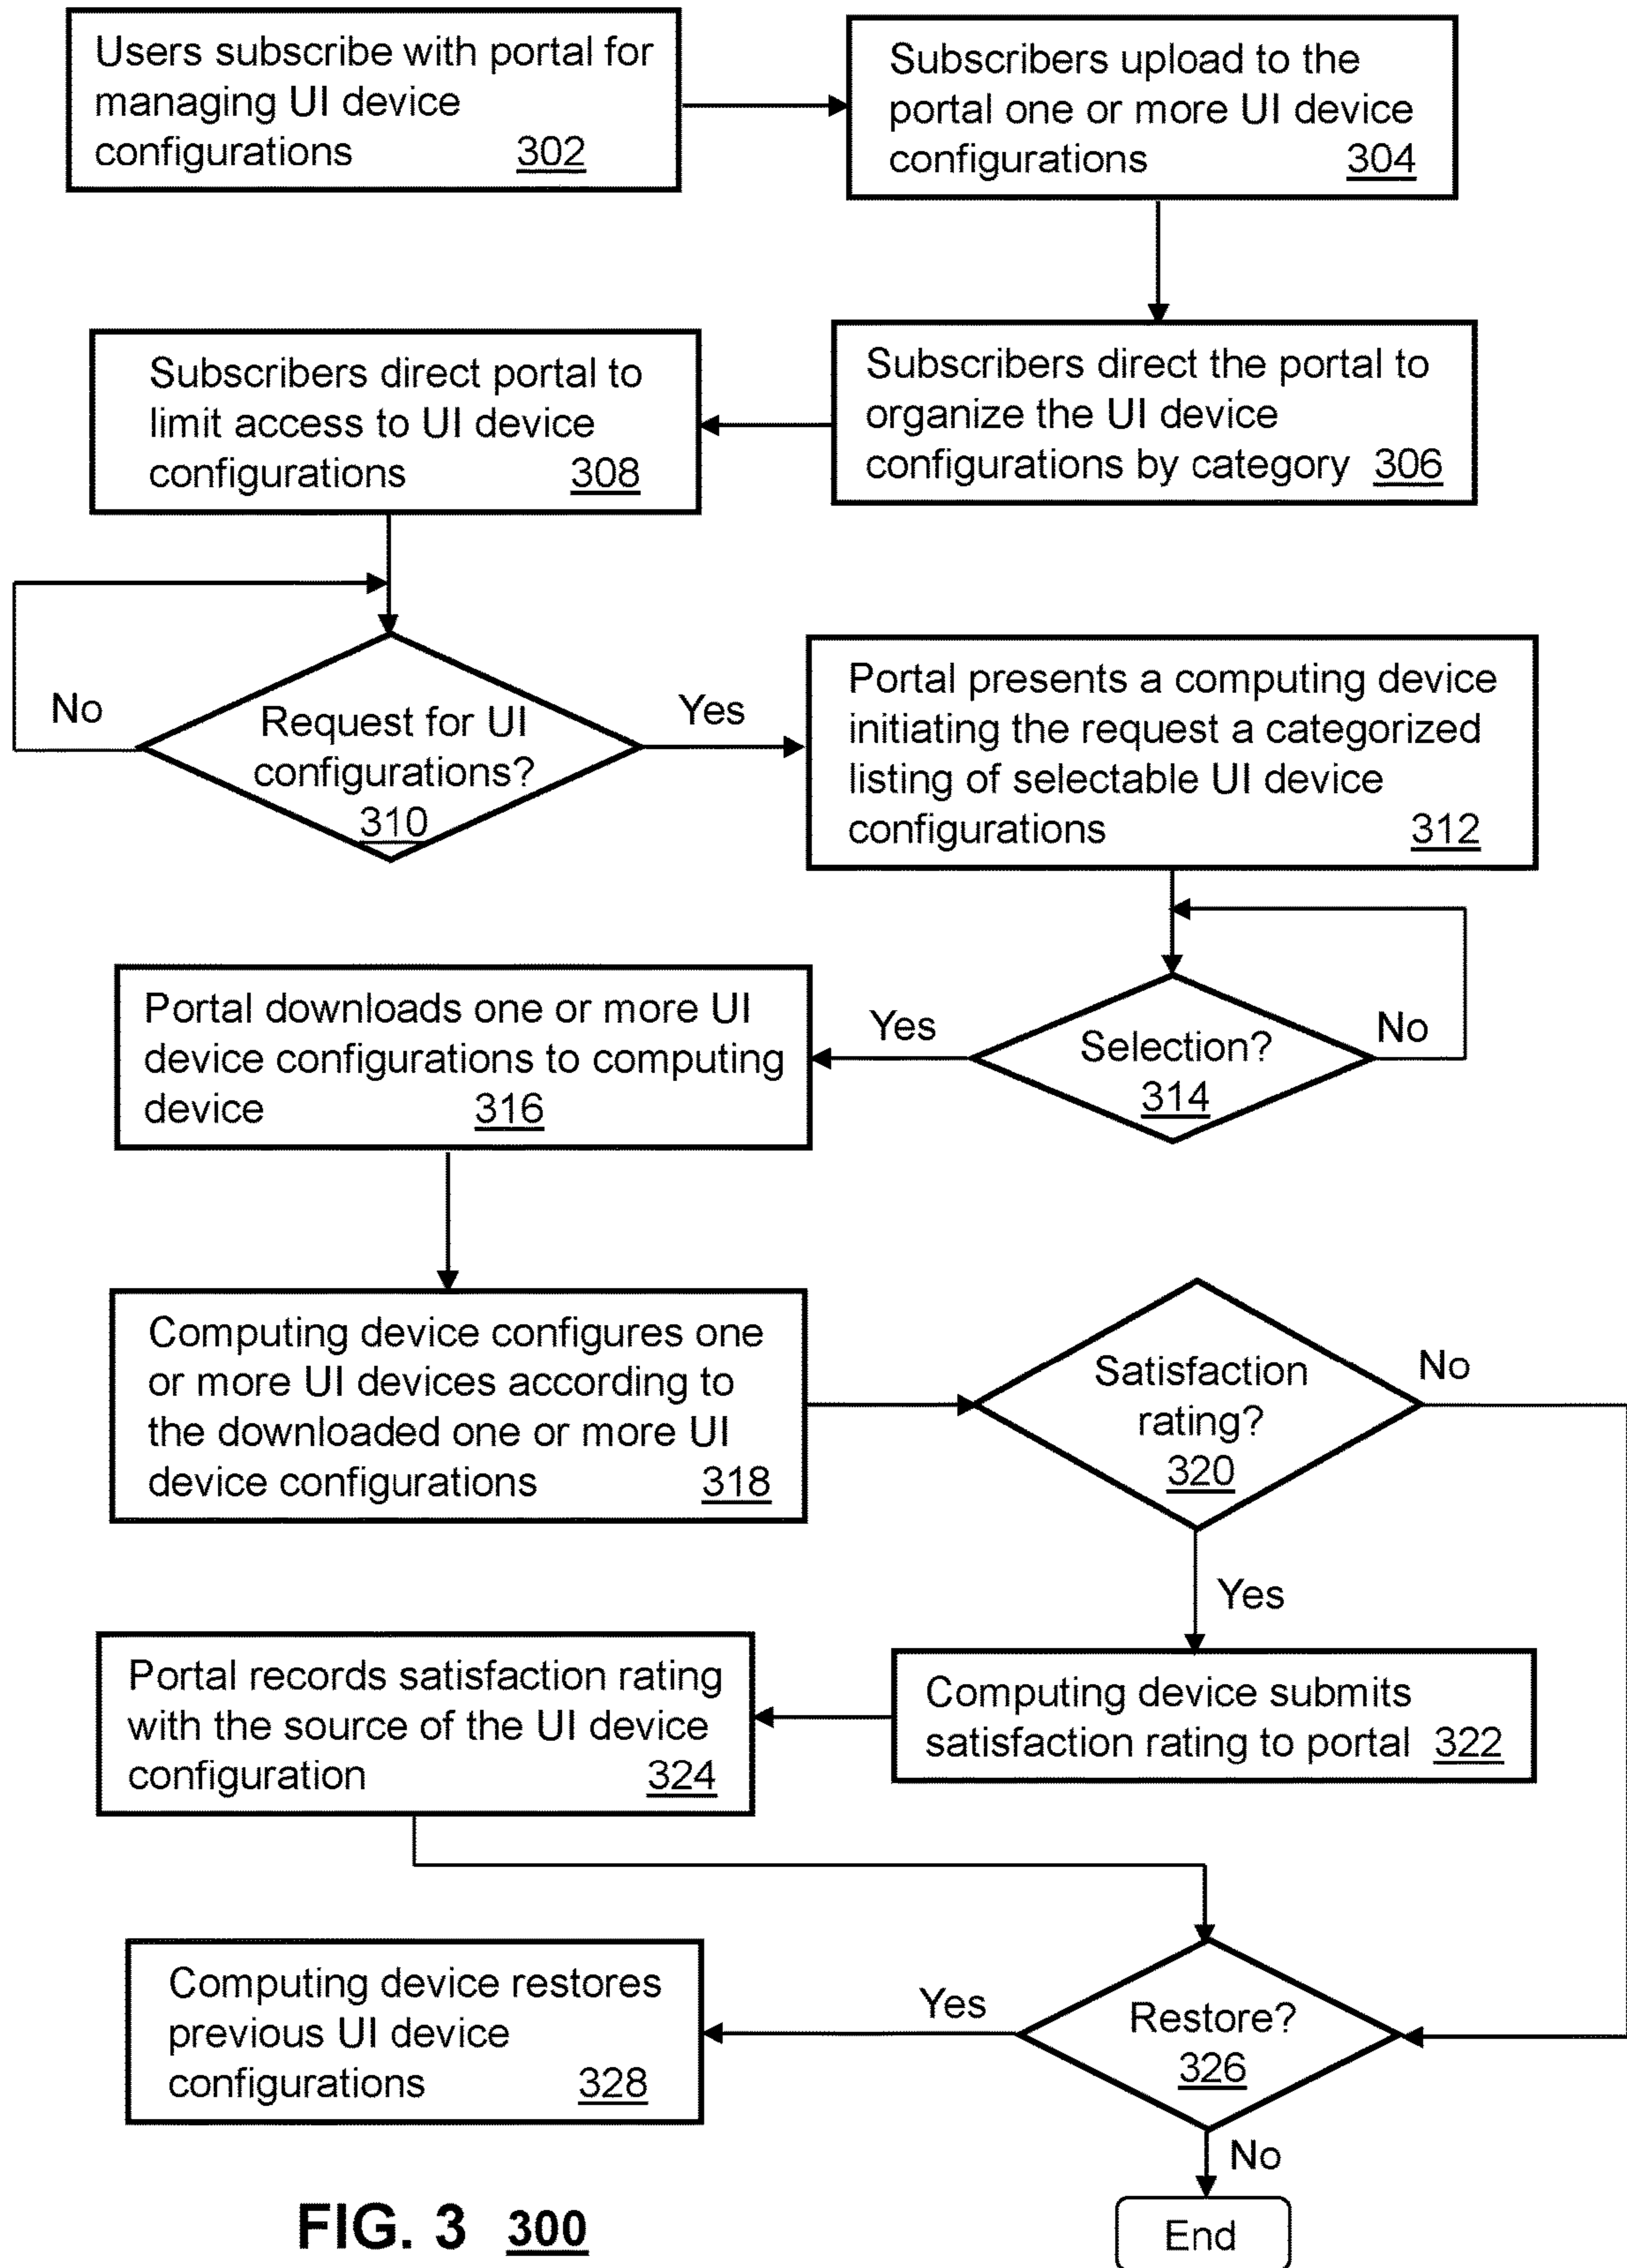 Users subscribe with portal for
managing UI device
configurations 302
Subscribers upload to the
portal one or more UI device
configurations 304
Subscribers direct the portal to
organize the UI device
configurations by category 306
Subscribers direct portal to
limit access to UI device
configurations 308
No
Request for UI
configurations?
310
Yes
Portal presents a computing device
initiating the request a categorized
listing of selectable UI device
configurations 312
Selection?
314
No
Yes
Portal downloads one or more UI
device configurations to computing
device 316
Computing device configures one
or more UI devices according to
the downloaded one or more UI
device configurations 318
Satisfaction
rating?
320
No
Yes
Computing device submits
satisfaction rating to portal 322
Portal records satisfaction rating
with the source of the UI device
configuration 324
Restore?
326
Yes
Computing device restores
previous UI device
configurations 328
No
End
FIG. 3 300